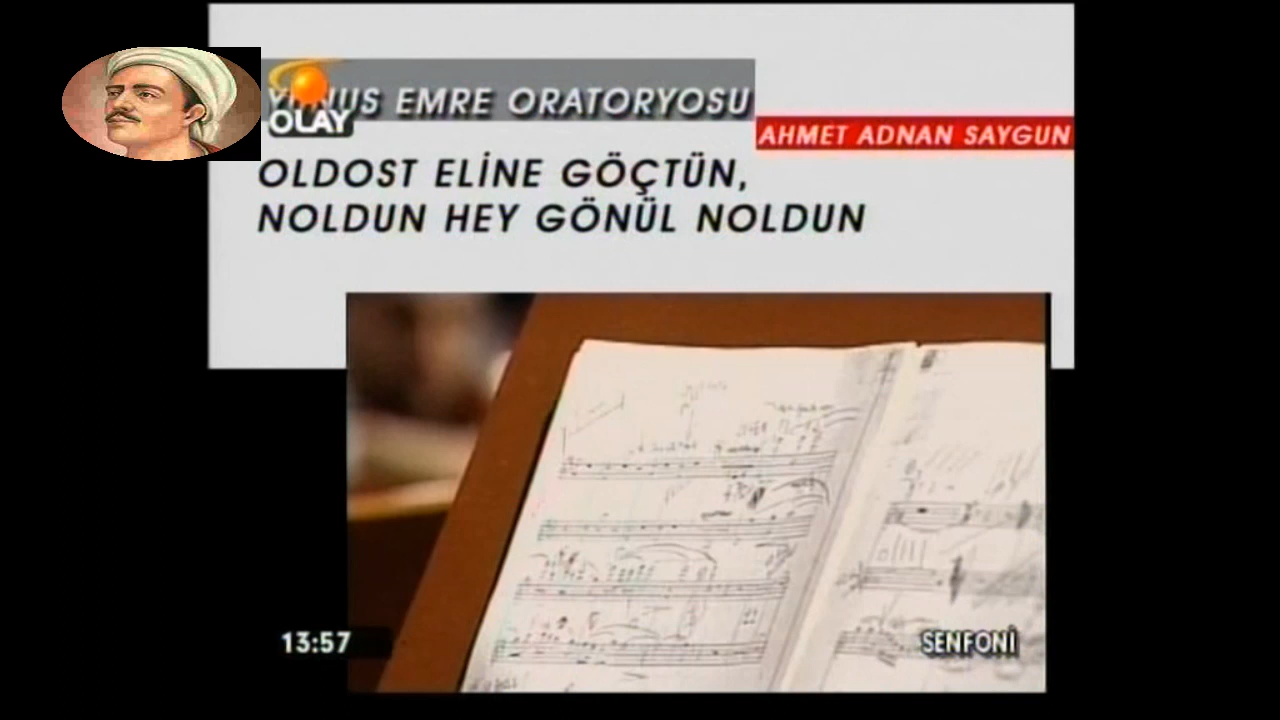 YUNUS EMRE ORATORYOSU
OLAY
AHMET ADNAN SAYGUN
OLDOST ELİNE GÖÇTÜN,
NOLDUN HEY GÖNÜL NOLDUN
13:57
SENFONİ